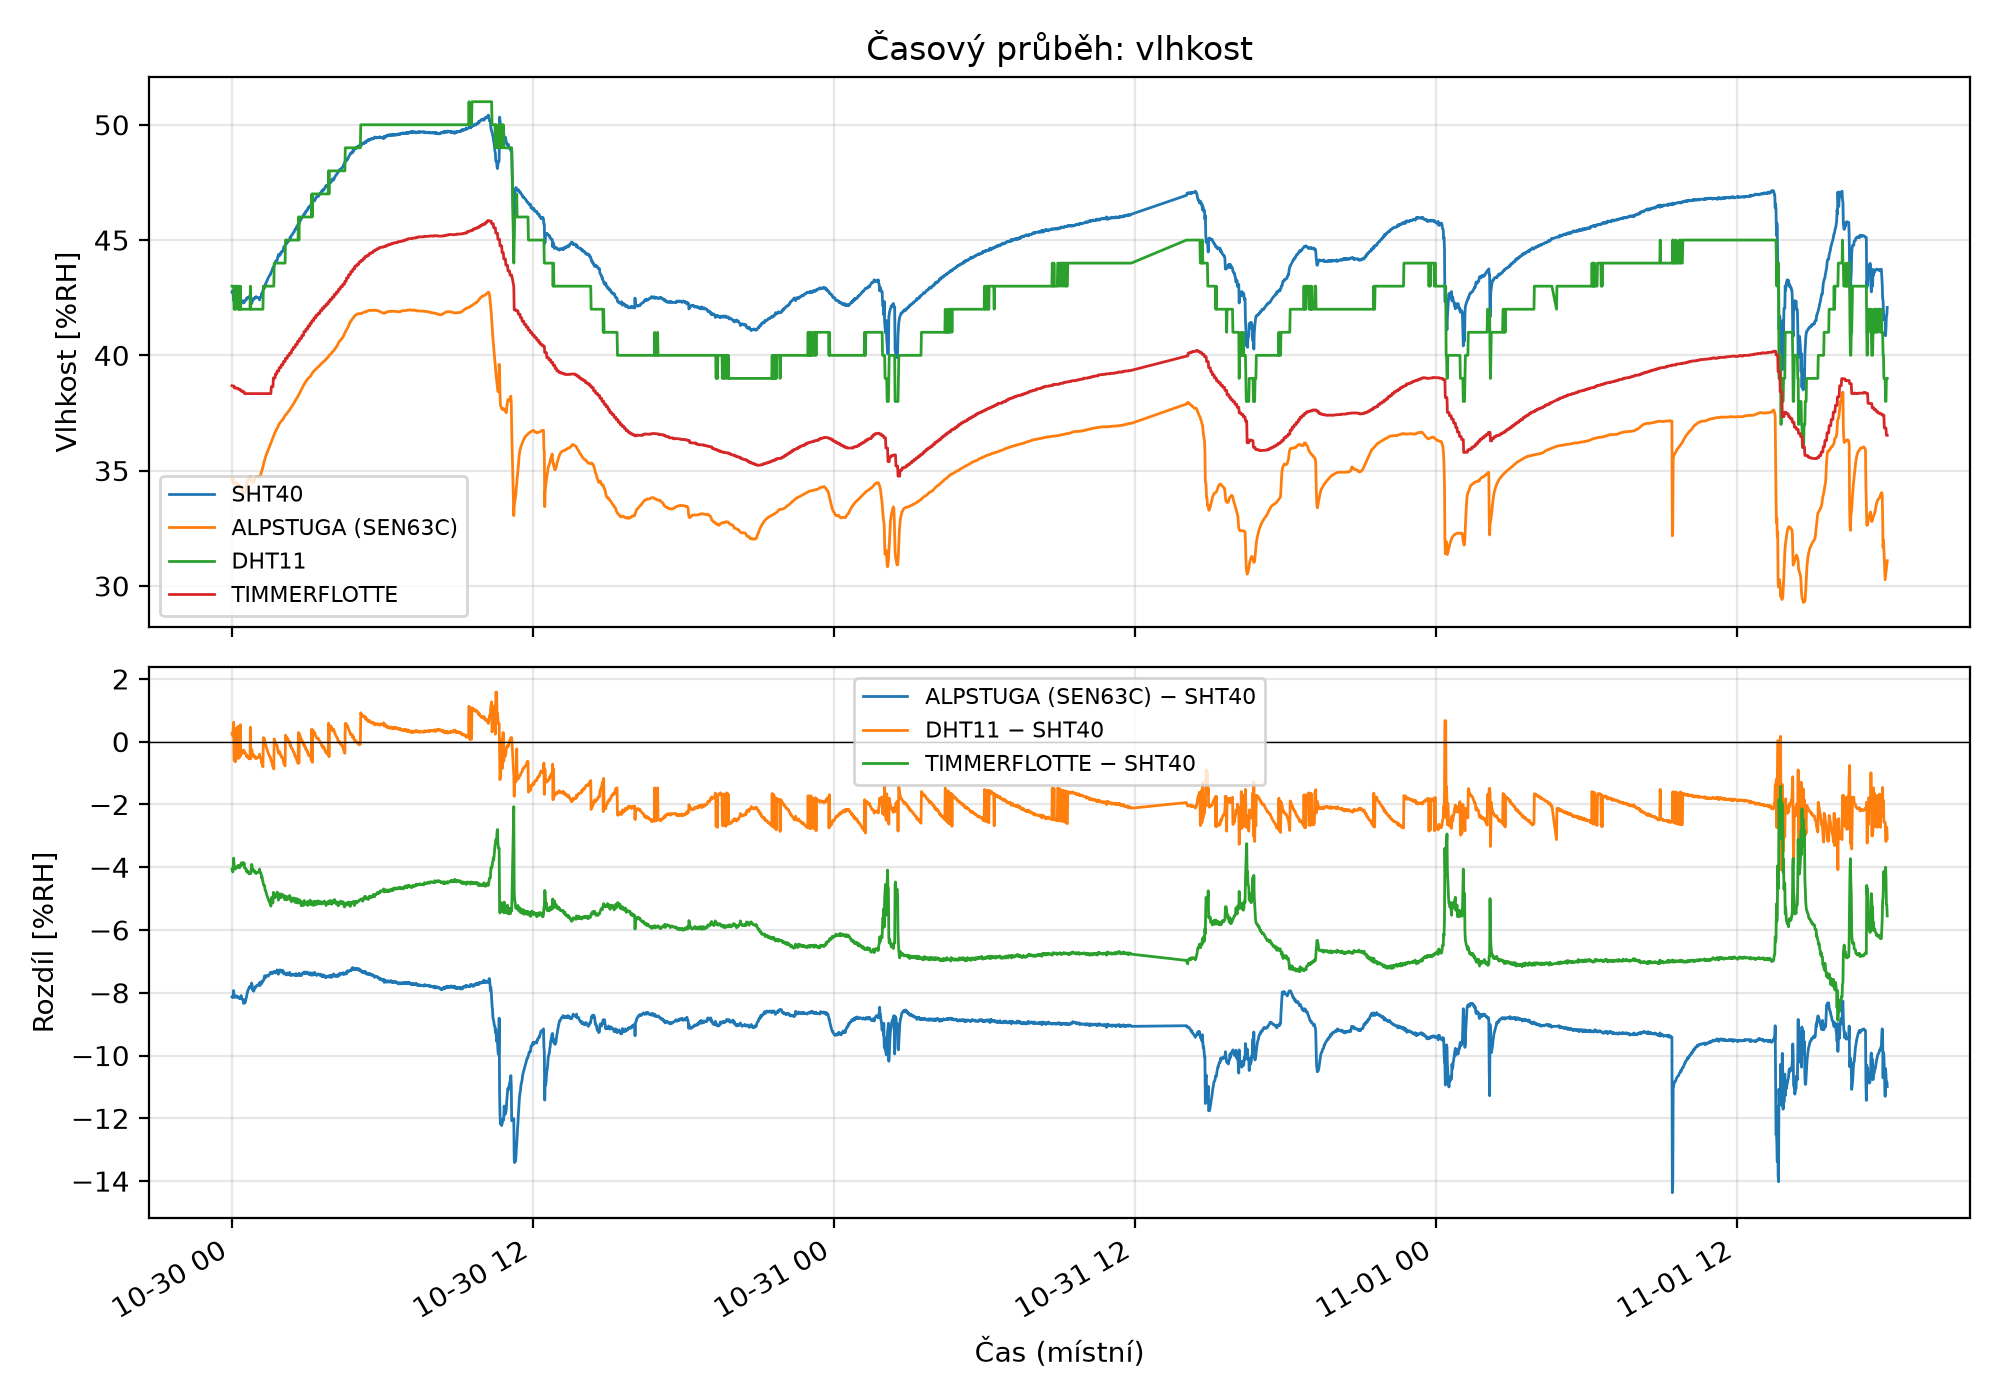 Časový průběh: vlhkost
Vlhkost [%RH]
50
45
40
35
30
SHT40
ALPSTUGA (SEN63C)
DHT11
TIMMERFLOTTE
Rozdíl [%RH]
2
0
−2
−4
−6
−8
−10
−12
−14
ALPSTUGA (SEN63C) − SHT40
DHT11 − SHT40
TIMMERFLOTTE − SHT40
10-30 00
10-30 12
10-31 00
10-31 12
11-01 00
11-01 12
Čas (místní)